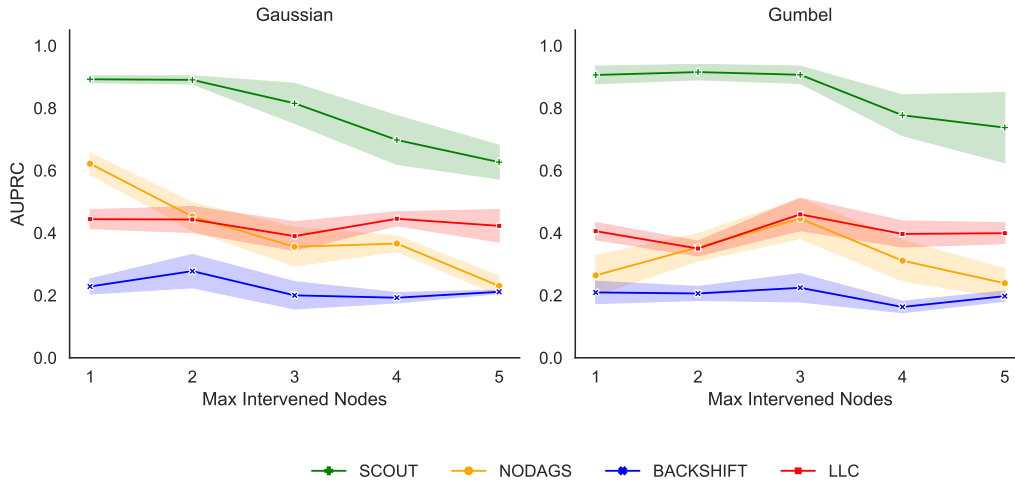 Gaussian
Gumbel
AUPRC
1.0
0.8
0.6
0.4
0.2
0.0
1 2 3 4 5
Max Intervened Nodes
1.0
0.8
0.6
0.4
0.2
0.0
1 2 3 4 5
Max Intervened Nodes
SCOUT NODAGS BACKSHIFT LLC